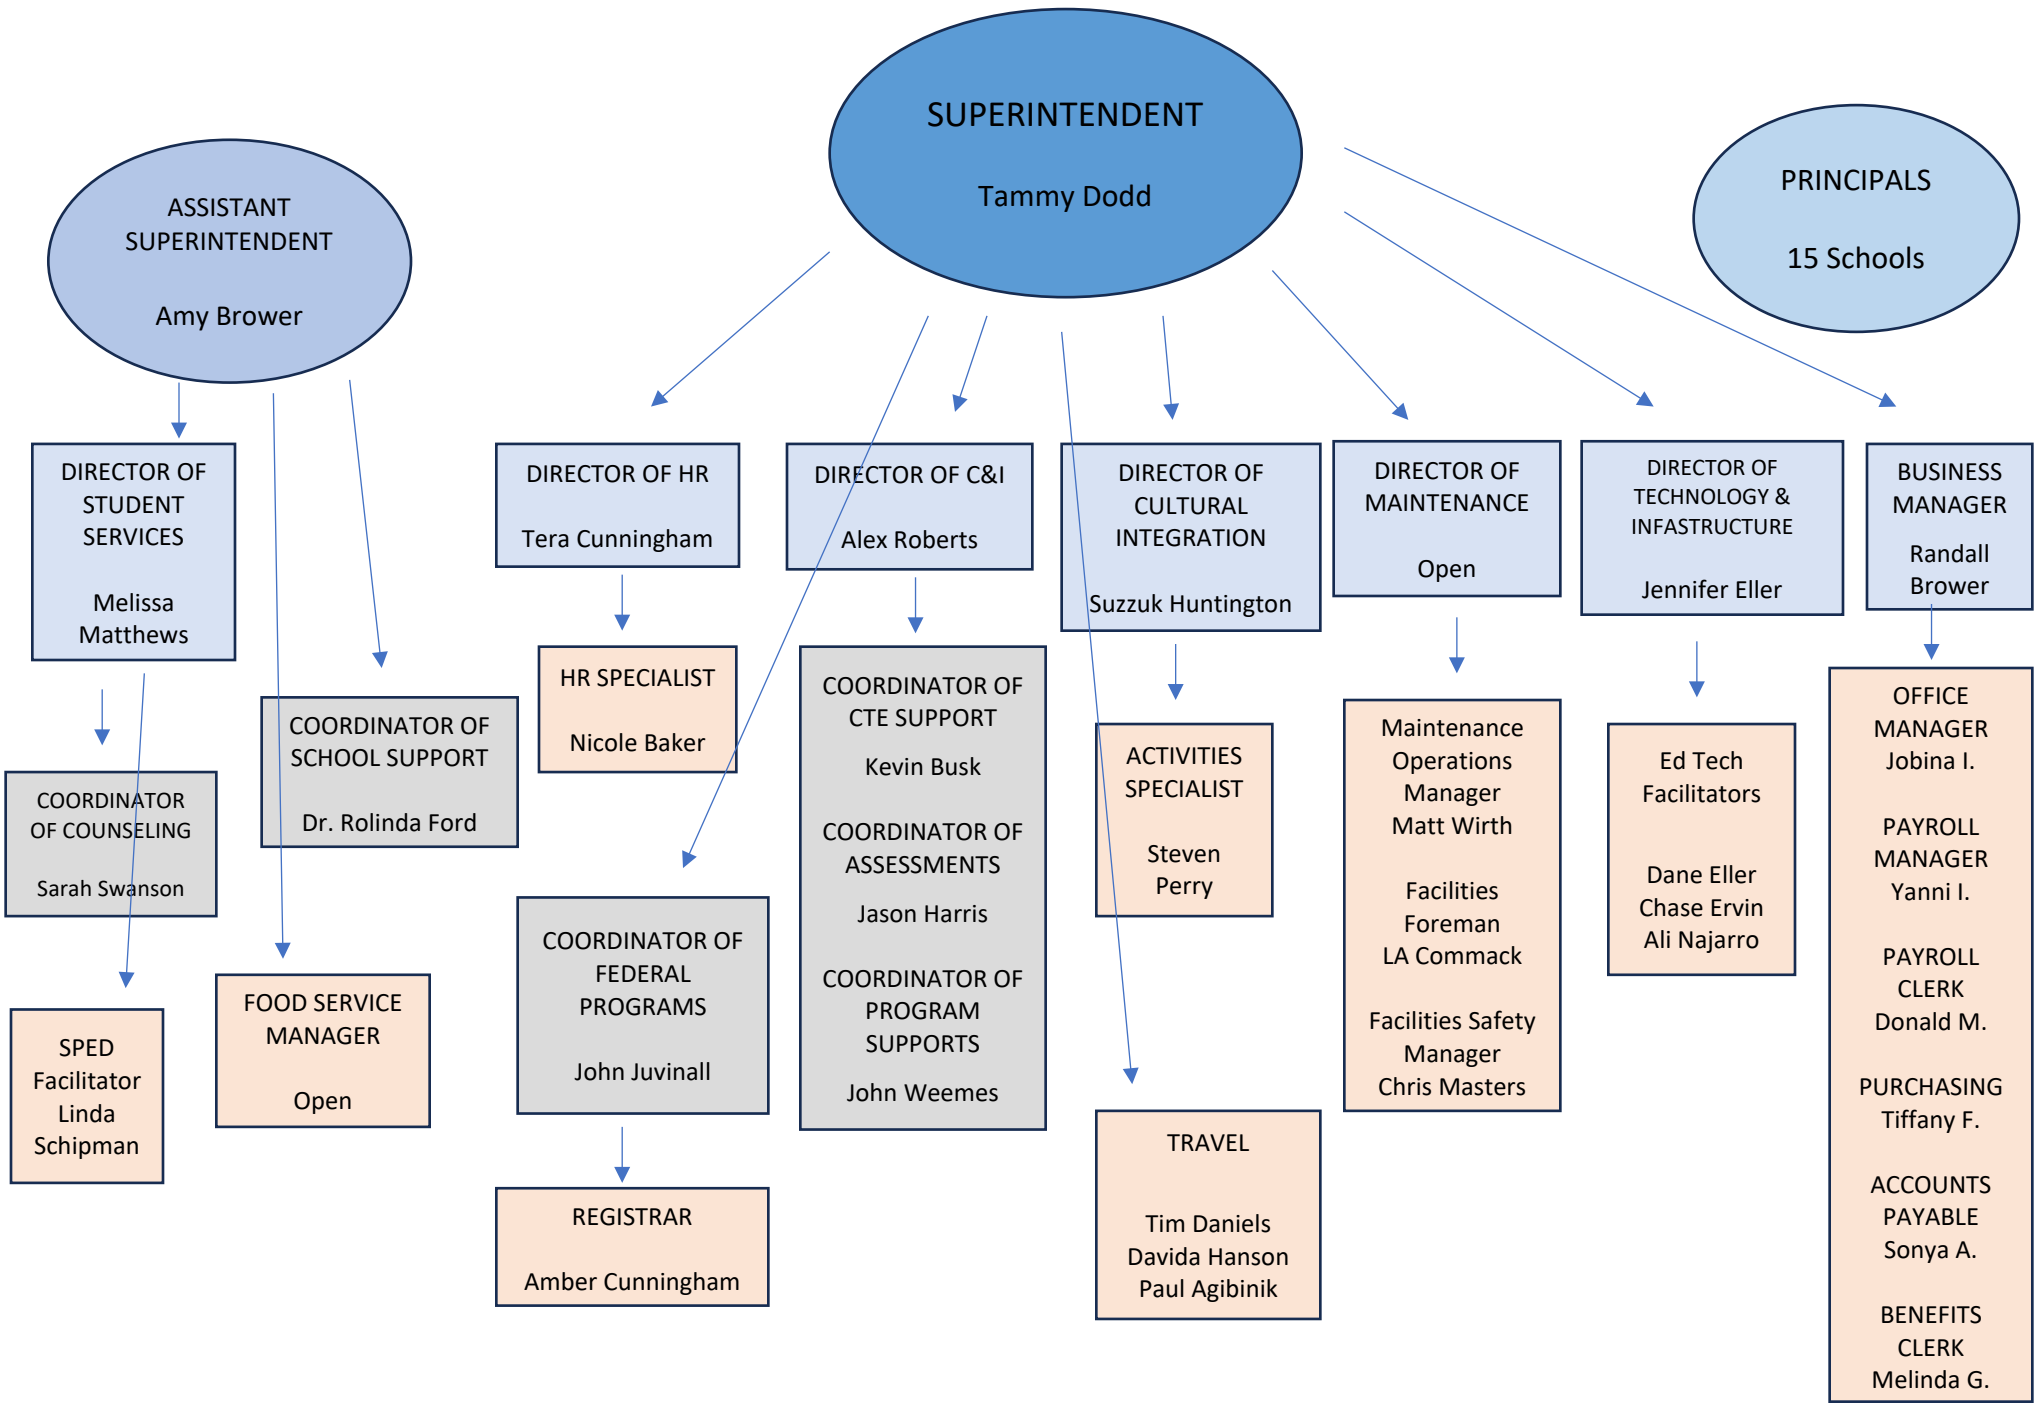 SUPERINTENDENT
Tammy Dodd
ASSISTANT
SUPERINTENDENT
Amy Brower
PRINCIPALS
15 Schools
DIRECTOR OF
STUDENT
SERVICES
Melissa
Matthews
DIRECTOR OF HR
Tera Cunningham
DIRECTOR OF C&I
Alex Roberts
DIRECTOR OF
CULTURAL
INTEGRATION
Suzzuk Huntington
DIRECTOR OF
MAINTENANCE
Open
DIRECTOR OF
TECHNOLOGY &
INFASTRUCTURE
Jennifer Eller
BUSINESS
MANAGER
Randall
Brower
COORDINATOR
OF COUNSELING
Sarah Swanson
COORDINATOR OF
SCHOOL SUPPORT
Dr. Rolinda Ford
HR SPECIALIST
Nicole Baker
COORDINATOR OF
CTE SUPPORT
Kevin Busk
COORDINATOR OF
ASSESSMENTS
Jason Harris
COORDINATOR OF
PROGRAM
SUPPORTS
John Weemes
ACTIVITIES
SPECIALIST
Steven
Perry
Maintenance
Operations
Manager
Matt Wirth
Facilities
Foreman
LA Commack
Facilities Safety
Manager
Chris Masters
Ed Tech
Facilitators
Dane Eller
Chase Ervin
Ali Najarro
OFFICE
MANAGER
Jobina I.
PAYROLL
MANAGER
Yanni I.
PAYROLL
CLERK
Donald M.
PURCHASING
Tiffany F.
ACCOUNTS
PAYABLE
Sonya A.
BENEFITS
CLERK
Melinda G.
SPED
Facilitator
Linda
Schipman
FOOD SERVICE
MANAGER
Open
COORDINATOR OF
FEDERAL
PROGRAMS
John Juvinall
REGISTRAR
Amber Cunningham
TRAVEL
Tim Daniels
Davida Hanson
Paul Agibinik